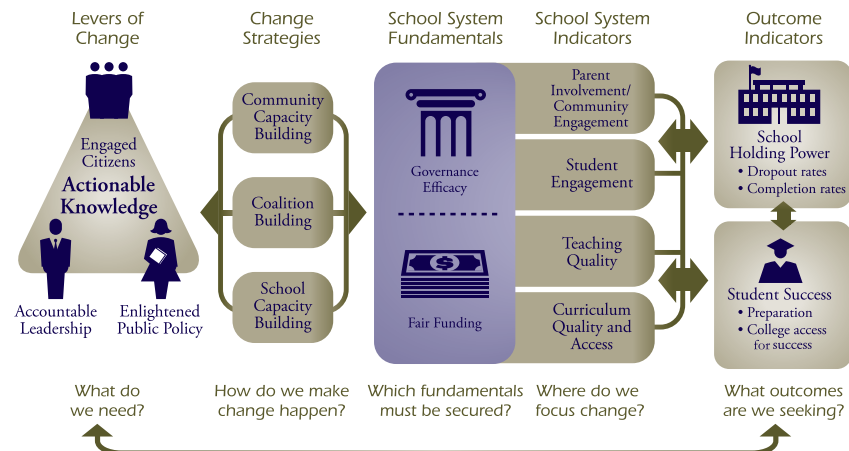 Levers of
Change
Change
Strategies
School System
Fundamentals
School System
Indicators
Outcome
Indicators
Engaged
Citizens
Actionable
Knowledge
Accountable
Leadership
Enlightened
Public Policy
Community
Capacity
Building
Coalition
Building
School
Capacity
Building
Governance
Efficacy
$
Fair Funding
Parent
Involvement/
Community
Engagement
Student
Engagement
Teaching
Quality
Curriculum
Quality and
Access
School
Holding Power
• Dropout rates
• Completion rates
Student Success
• Preparation
• College access
for success
What do
we need?
How do we make
change happen?
Which fundamentals
must be secured?
Where do we
focus change?
What outcomes
are we seeking?